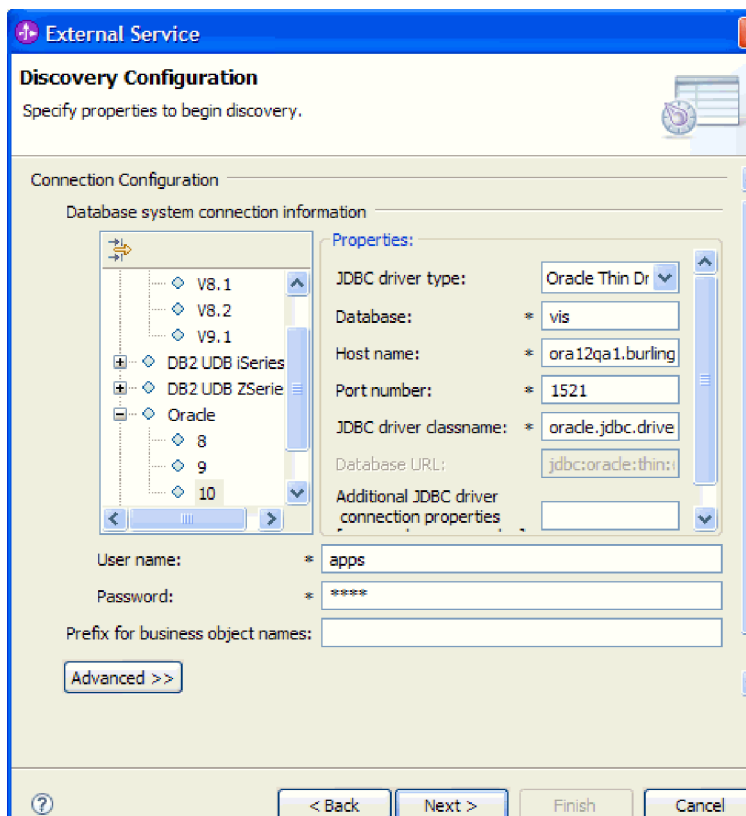 External Service
Discovery Configuration
Specify properties to begin discovery.
Connection Configuration
Database system connection information
V8.1
V8.2
V9.1
DB2 UDB iSeries
DB2 UDB ZSerie
Oracle
8
9
10
Properties:
JDBC driver type: Oracle Thin Dr
Database: * vis
Host name: * ora12qa1.burling
Port number: * 1521
JDBC driver classname: * oracle.jdbc.drive
Database URL: jdbc:oracle:thin:
Additional JDBC driver
connection properties
User name: * apps
Password: * ****
Prefix for business object names:
Advanced >>
< Back Next > Finish Cancel